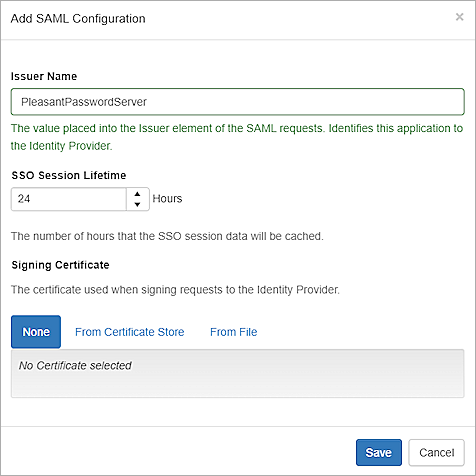 Add SAML Configuration ×
Issuer Name
PleasantPasswordServer
The value placed into the Issuer element of the SAML requests. Identifies this application to
the Identity Provider.
SSO Session Lifetime
24 Hours
The number of hours that the SSO session data will be cached.
Signing Certificate
The certificate used when signing requests to the Identity Provider.
None From Certificate Store From File
No Certificate selected
Save Cancel